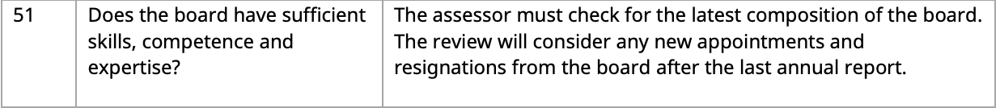 51
Does the board have sufficient
skills, competence and
expertise?
The assessor must check for the latest composition of the board.
The review will consider any new appointments and
resignations from the board after the last annual report.